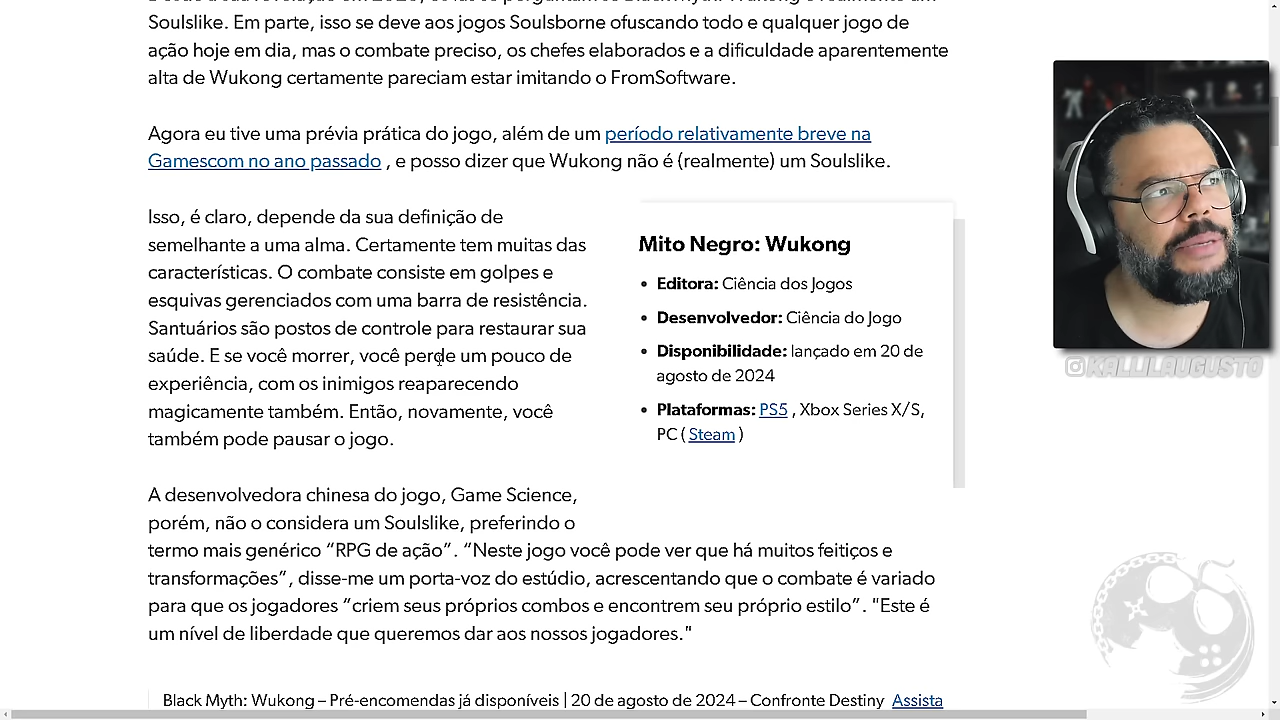 Soulslike. Em parte, isso se deve aos jogos Soulsborne ofuscando todo e qualquer jogo de
ação hoje em dia, mas o combate preciso, os chefes elaborados e a dificuldade aparentemente
alta de Wukong certamente pareciam estar imitando o FromSoftware.
Agora eu tive uma prévia prática do jogo, além de um período relativamente breve na
Gamescom no ano passado , e posso dizer que Wukong não é (realmente) um Soulslike.
Isso, é claro, depende da sua definição de
semelhante a uma alma. Certamente tem muitas das
características. O combate consiste em golpes e
esquivas gerenciados com uma barra de resistência.
Santuários são postos de controle para restaurar sua
saúde. E se você morrer, você perde um pouco de
experiência, com os inimigos reaparecendo
magicamente também. Então, novamente, você
também pode pausar o jogo.
Mito Negro: Wukong
• Editora: Ciência dos Jogos
• Desenvolvedor: Ciência do Jogo
• Disponibilidade: lançado em 20 de
agosto de 2024
• Plataformas: PS5 , Xbox Series X/S,
PC ( Steam )
A desenvolvedora chinesa do jogo, Game Science,
porém, não o considera um Soulslike, preferindo o
termo mais genérico “RPG de ação”. “Neste jogo você pode ver que há muitos feitiços e
transformações”, disse-me um porta-voz do estúdio, acrescentando que o combate é variado
para que os jogadores “criem seus próprios combos e encontrem seu próprio estilo”. "Este é
um nível de liberdade que queremos dar aos nossos jogadores."
Black Myth: Wukong – Pré-encomendas já disponíveis | 20 de agosto de 2024 – Confronte Destiny Assista
@KALLILAUGUSTO